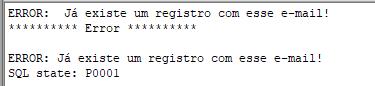 ERROR:  Já existe um registro com esse e-mail!
********** Error **********
ERROR: Já existe um registro com esse e-mail!
SQL state: P0001